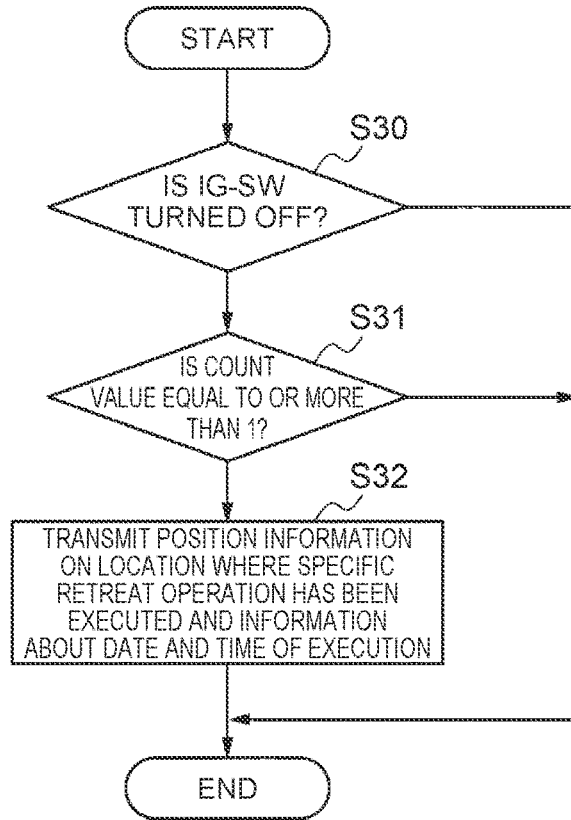 START
S30
IS IG-SW
TURNED OFF?
S31
IS COUNT
VALUE EQUAL TO OR MORE
THAN 1?
S32
TRANSMIT POSITION INFORMATION
ON LOCATION WHERE SPECIFIC
RETREAT OPERATION HAS BEEN
EXECUTED AND INFORMATION
ABOUT DATE AND TIME OF EXECUTION
END